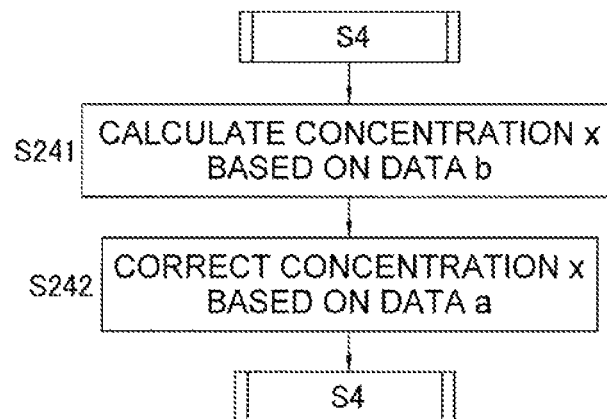 S4
S241
CALCULATE CONCENTRATION x
BASED ON DATA b
S242
CORRECT CONCENTRATION x
BASED ON DATA a
S4